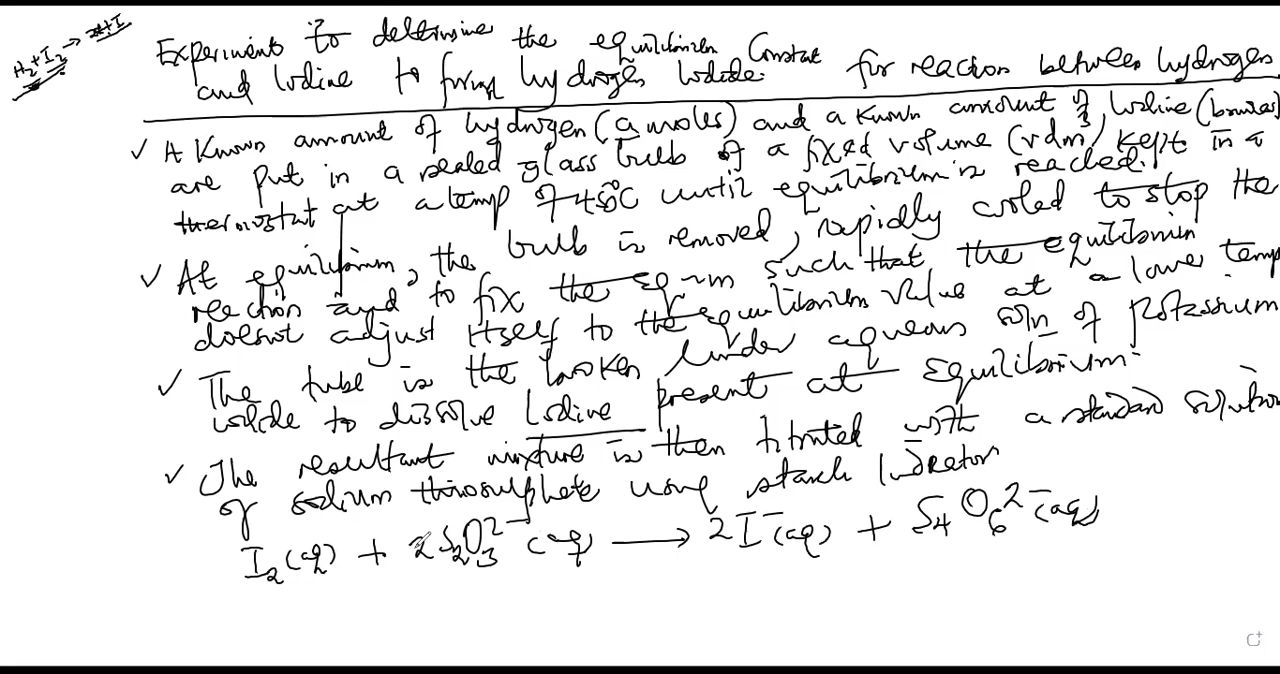 H2 + I2 → 2HI
Experiment to determine the equilibrium Constant for reaction between hydrogen
and Iodine to form hydrogen Iodide.
✓ A Known amount of hydrogen (a moles) and a known amount of Iodine (b moles)
are put in a sealed glass bulb of a fixed volume (v dm3) kept in a
thermostat at a temp of 450°C until equilibrium is reached.
✓ At equilibrium, the bulb is removed, rapidly cooled to stop the
reaction and to fix the eqrm such that the equilibrium
doesnot adjust itself to the equilibrium value at a lower temp
✓ The tube is the broken under aqueous soln of potassium
iodide to dissolve Iodine present at equilibrium.
✓ The resultant mixture is then titrated with a standard solution
of sodium thiosulphate using starch Indicator
I2(aq) + 2S2O3 2-(aq) → 2I-(aq) + S4O6 2-(aq)